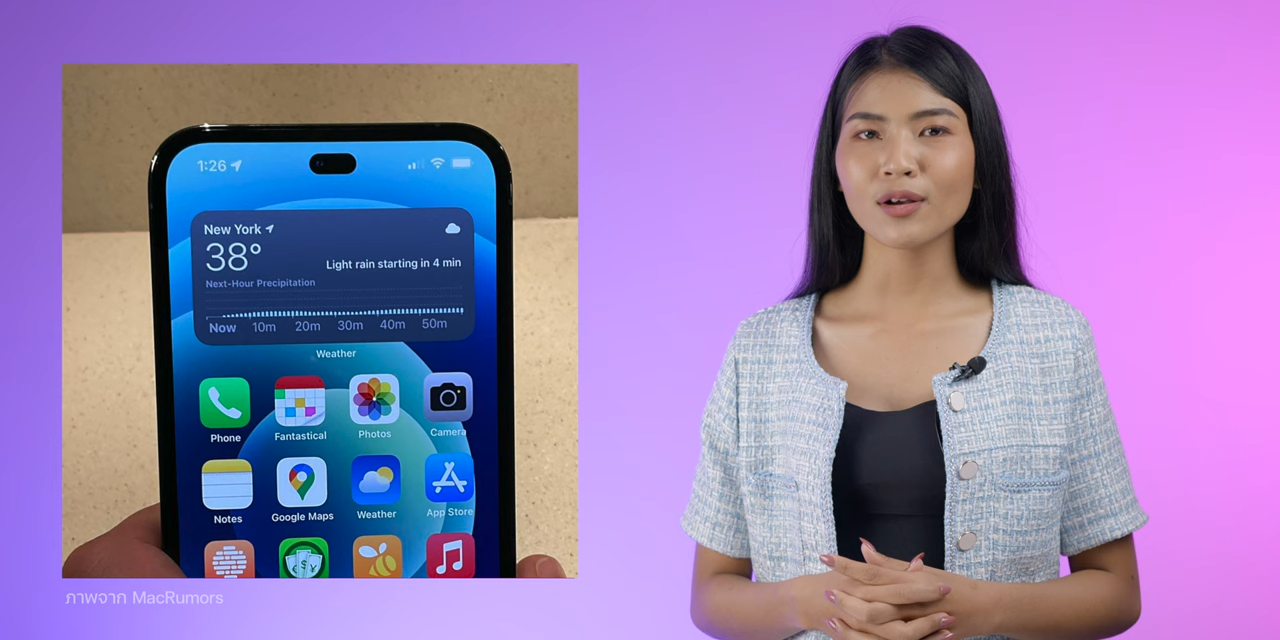 1:26
New York
38°
Light rain starting in 4 min
Next-Hour Precipitation
Now 10m 20m 30m 40m 50m
Weather
Phone Fantastical Photos Camera
Notes Google Maps Weather App Store
ภาพจาก MacRumors